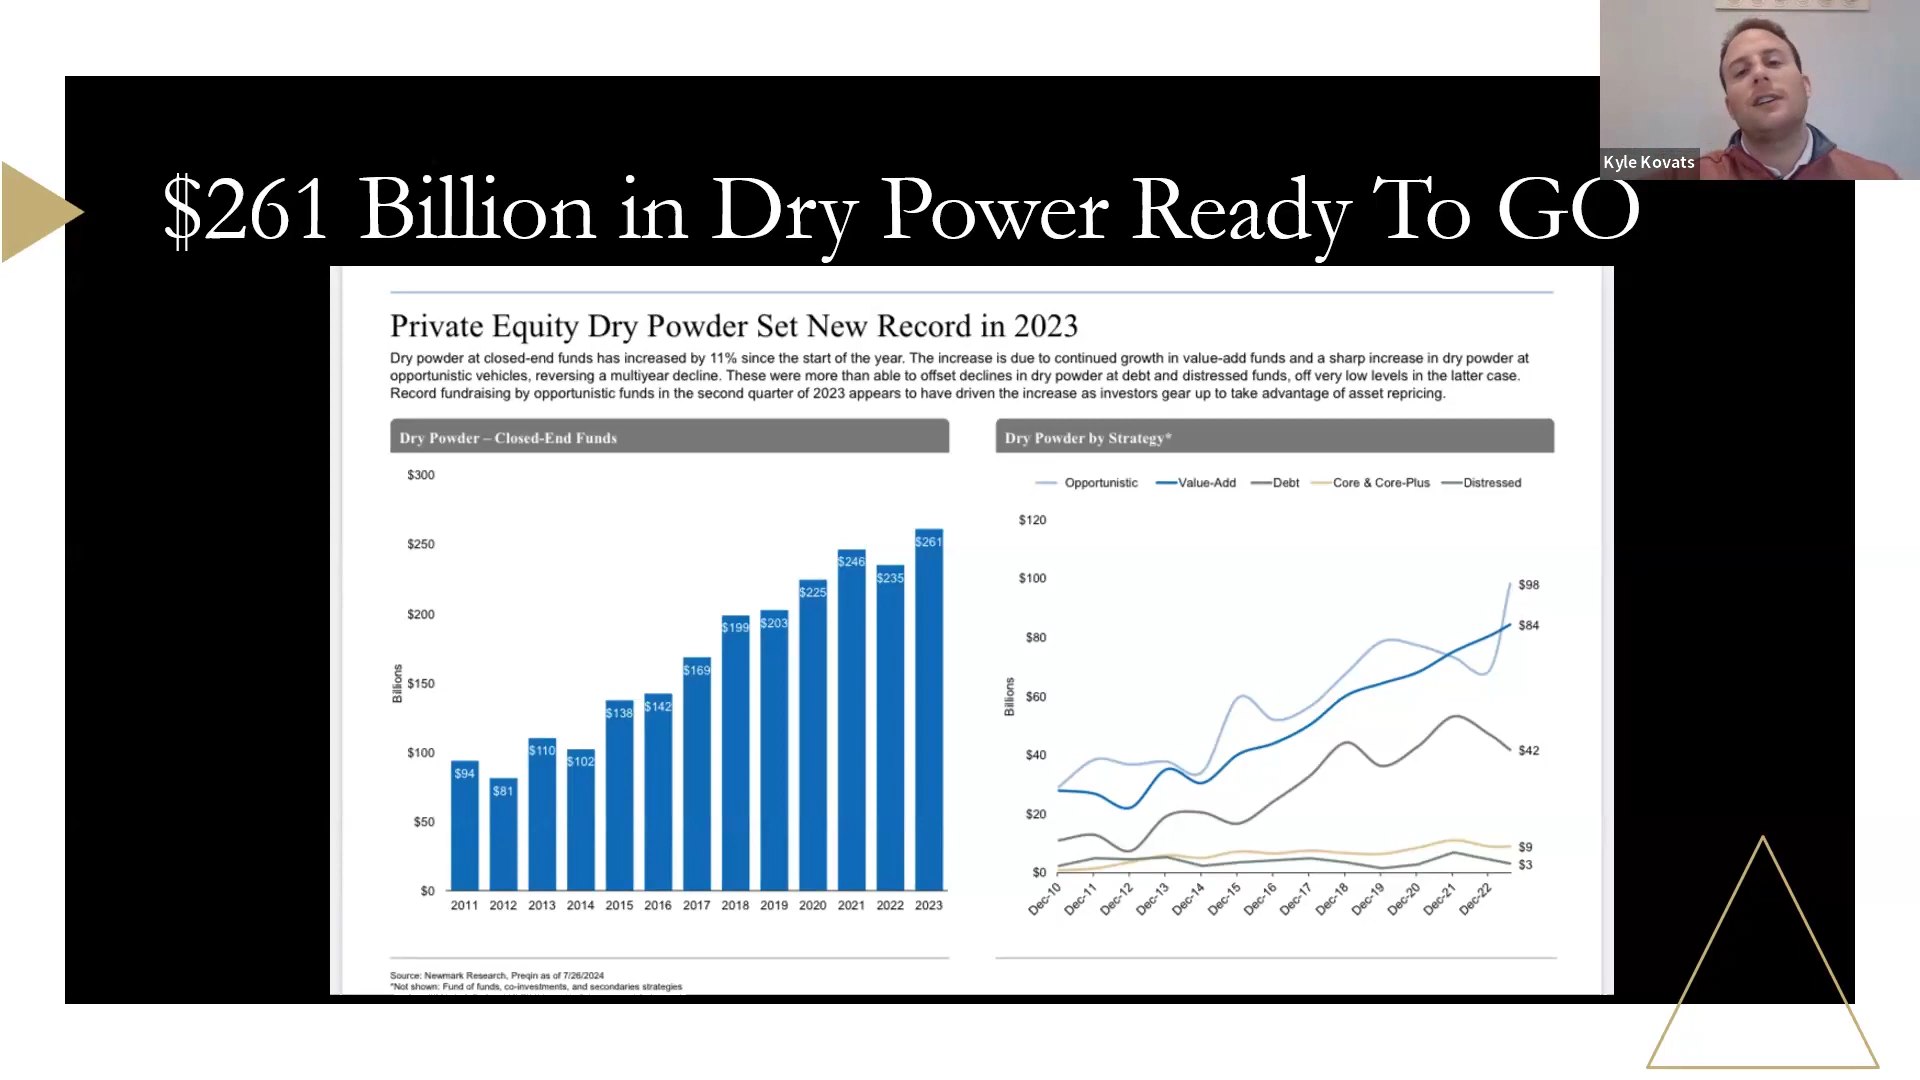 Kyle Kovats
$261 Billion in Dry Power Ready To GO
Private Equity Dry Powder Set New Record in 2023
Dry powder at closed-end funds has increased by 11% since the start of the year. The increase is due to continued growth in value-add funds and a sharp increase in dry powder at
opportunistic vehicles, reversing a multiyear decline. These were more than able to offset declines in dry powder at debt and distressed funds, off very low levels in the latter case.
Record fundraising by opportunistic funds in the second quarter of 2023 appears to have driven the increase as investors gear up to take advantage of asset repricing.
Dry Powder – Closed-End Funds
$300
$250
$200
$150
$100
$50
$0
Billions
$94
$81
$110
$102
$138
$142
$169
$199
$203
$225
$246
$235
$261
2011 2012 2013 2014 2015 2016 2017 2018 2019 2020 2021 2022 2023
Dry Powder by Strategy*
Opportunistic Value-Add Debt Core & Core-Plus Distressed
$120
$100
$80
$60
$40
$20
$0
Billions
$98
$84
$42
$9
$3
Dec-10 Dec-11 Dec-12 Dec-13 Dec-14 Dec-15 Dec-16 Dec-17 Dec-18 Dec-19 Dec-20 Dec-21 Dec-22
Source: Newmark Research, Preqin as of 7/26/2024
*Not shown: Fund of funds, co-investments, and secondaries strategies